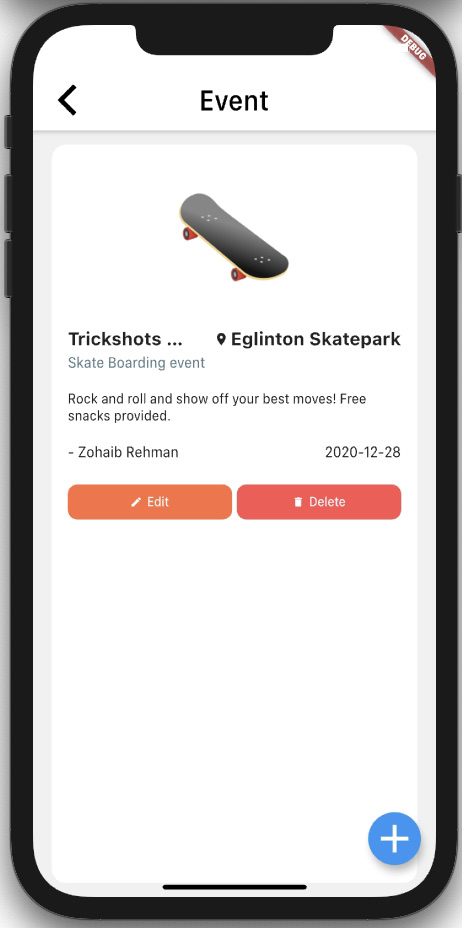 DEBUG
Event
Trickshots ... Eglinton Skatepark
Skate Boarding event
Rock and roll and show off your best moves! Free
snacks provided.
- Zohaib Rehman 2020-12-28
Edit Delete